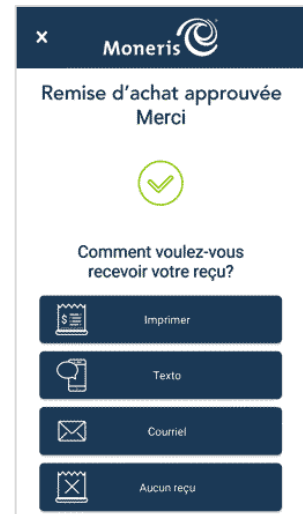 ×
Moneris
Remise d'achat approuvée
Merci
Comment voulez-vous
recevoir votre reçu?
Imprimer
Texto
Courriel
Aucun reçu